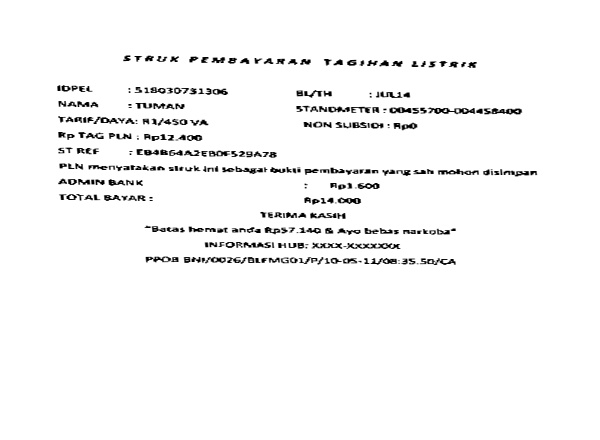 STRUK PEMBAYARAN TAGIHAN LISTRIK
IDPEL : 518030731306 BL/TH : JUL14
NAMA : TUMAN STANDMETER : 00455700-004458400
TARIF/DAYA: R1/450 VA NON SUBSIDI : Rp0
Rp TAG PLN : Rp12.400
ST REF : EB4B64A2EB0F529A78
PLN menyatakan struk ini sebagai bukti pembayaran yang sah mohon disimpan
ADMIN BANK : Rp1.600
TOTAL BAYAR : Rp14.000
TERIMA KASIH
"Batas hemat anda Rp57.140 & Ayo bebas narkoba"
INFORMASI HUB: XXXX-XXXXXXX
PPOB BNI/0026/BLFMG01/P/10-05-11/08:35.50/CA